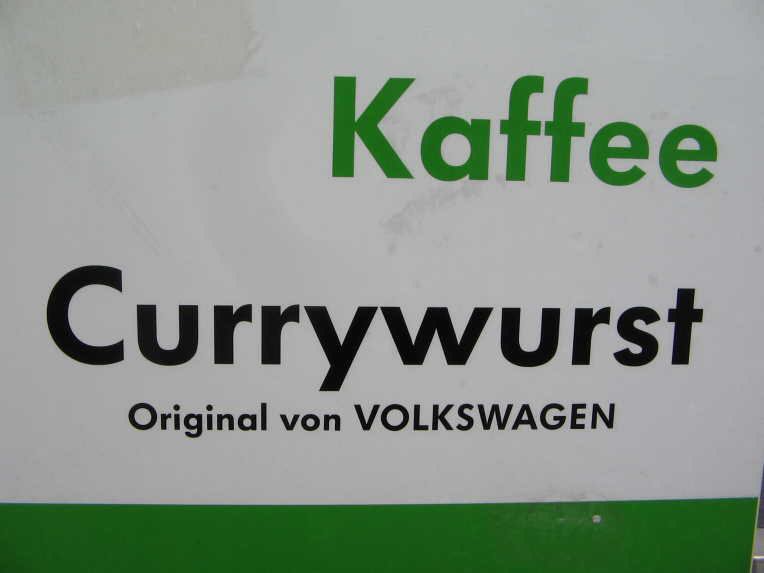 Kaffee
Currywurst
Original von VOLKSWAGEN